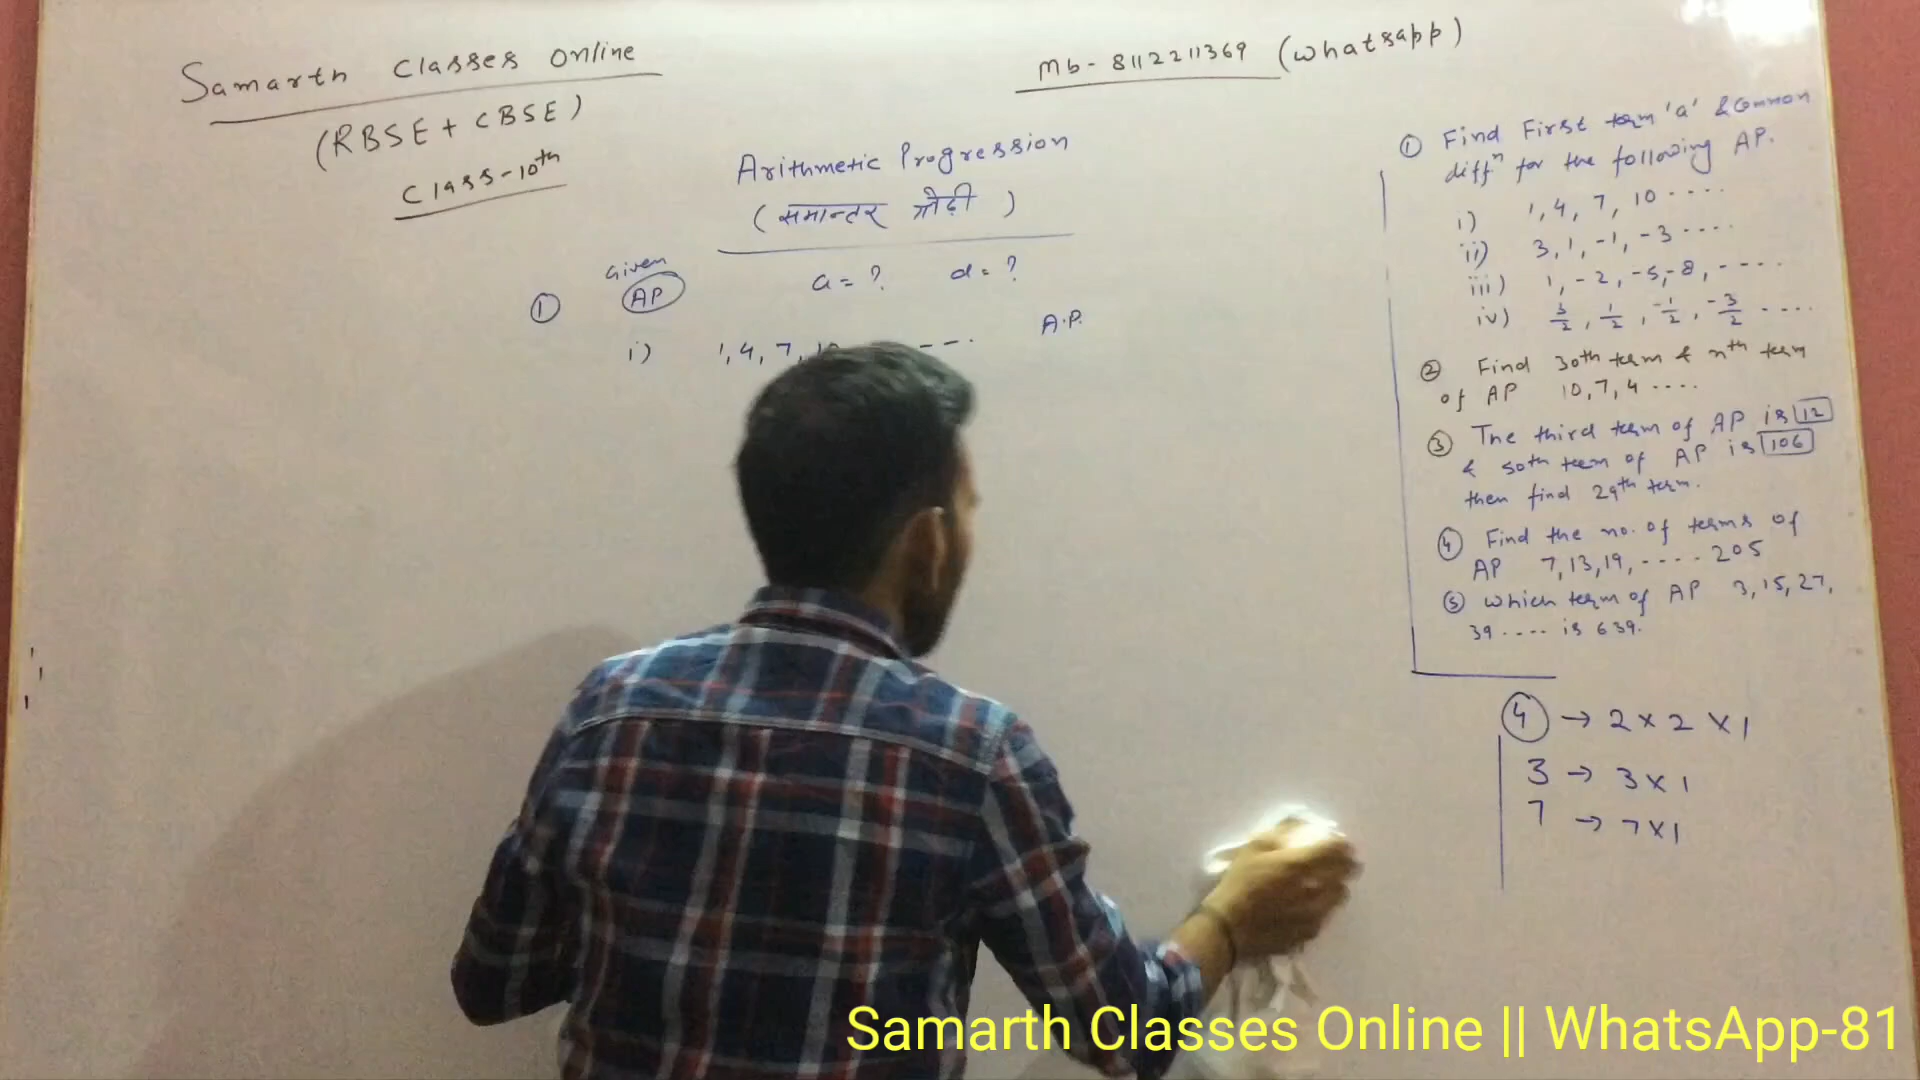 Samarth Classes Online
(RBSE + CBSE)
Class-10th
Mb- 8112211369 (whatsapp)
Arithmetic Progression
(समान्तर श्रेढ़ी)
Given
① AP a = ? d = ?
i) 1, 4, 7, 10 - - - . A.P.
① Find First term 'a' & Common
diffⁿ for the following AP.
i) 1, 4, 7, 10 ....
ii) 3, 1, -1, -3 ....
iii) 1, -2, -5, -8, - - - -
iv) 3/2, 1/2, -1/2, -3/2 ....
② Find 30th term & nth term
of AP 10, 7, 4 ....
③ The third term of AP is 12
& 50th term of AP is 106
then find 29th term.
④ Find the no. of terms of
AP 7, 13, 19, - .... 205
⑤ Which term of AP 3, 15, 27,
39 .... is 639.
④ → 2 × 2 × 1
3 → 3 × 1
7 → 7 × 1
Samarth Classes Online || WhatsApp-81